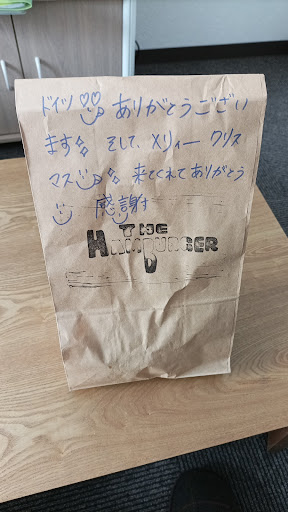 ドイツ♡♡ ありがとうござい
ます そして、メリィー クリス
マス 来てくれてありがとう
感謝
THE
HAMBURGER